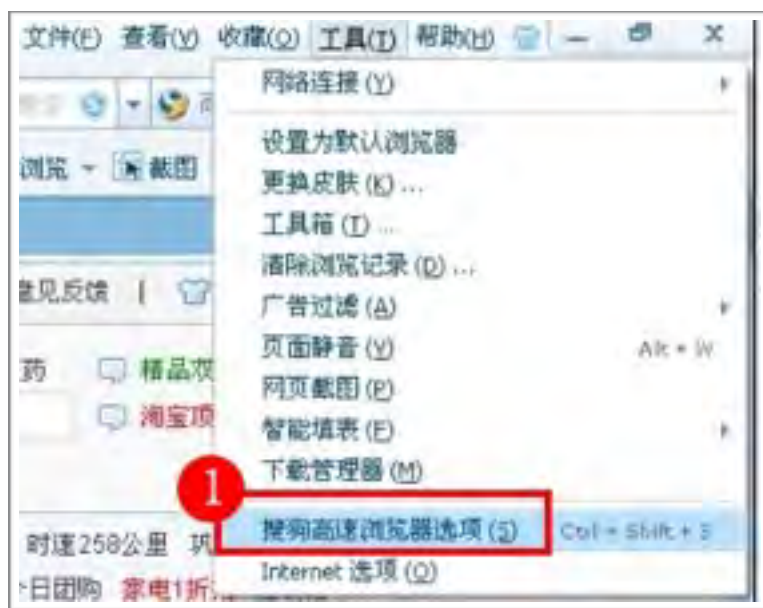 文件(F) 查看(V) 收藏(O) 工具(T) 帮助(H)
网络连接 (Y)
设置为默认浏览器
浏览 截图
更换皮肤 (K) ...
工具箱 (T) ...
清除浏览记录 (D) ...
意见反馈 |
广告过滤 (A)
页面静音 (V) Alt + W
药 精品
网页截图 (P)
淘宝顶
智能填表 (F)
下载管理器 (M)
1
搜狗高速浏览器选项 (S) Ctrl + Shift + S
时速258公里
Internet 选项 (O)
今日团购 家电1折